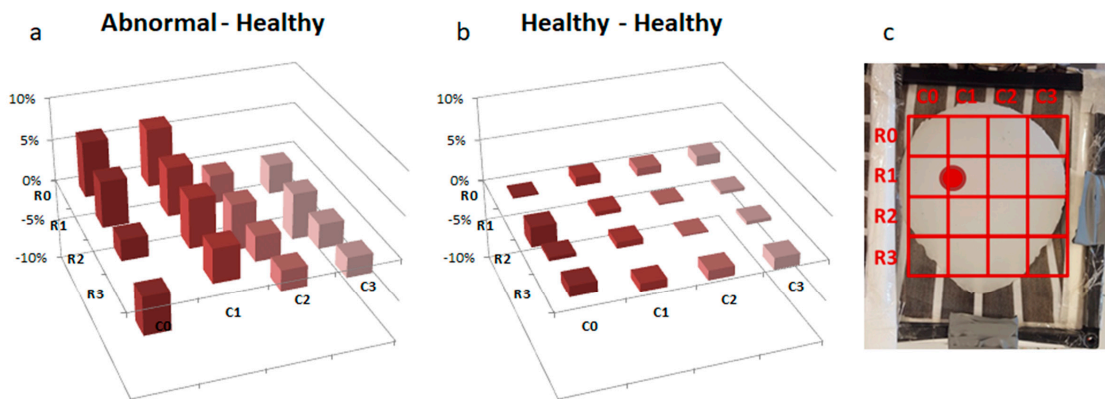 a
Abnormal - Healthy
10%
5%
0%
-5%
-10%
R0
R1
R2
R3
C0
C1
C2
C3
b
Healthy - Healthy
10%
5%
0%
-5%
-10%
R0
R1
R2
R3
C0
C1
C2
C3
c
C0 C1 C2 C3
R0
R1
R2
R3